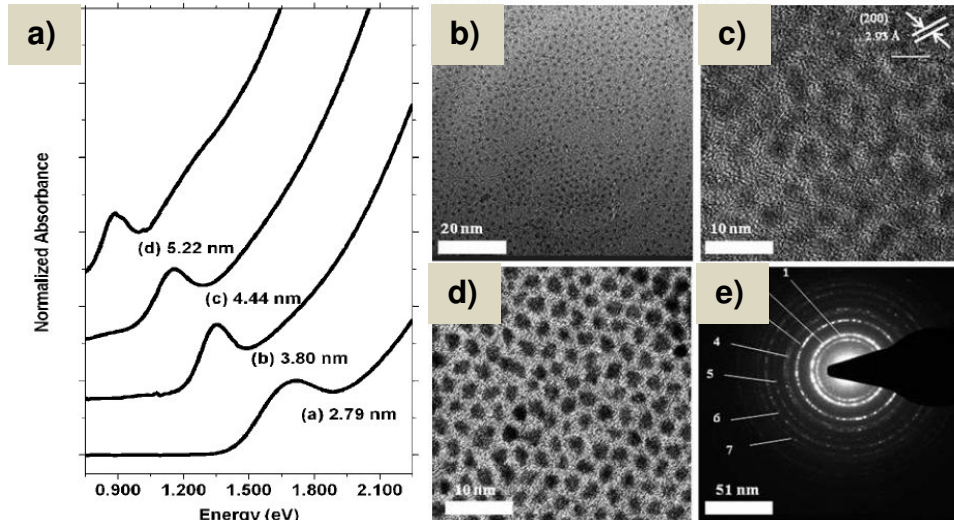 a)
Normalized Absorbance
(d) 5.22 nm
(c) 4.44 nm
(b) 3.80 nm
(a) 2.79 nm
0.900 1.200 1.500 1.800 2.100
Energy (eV)
b)
20 nm
c)
(200)
2.93 Å
10 nm
d)
10 nm
e)
1
4
5
6
7
51 nm